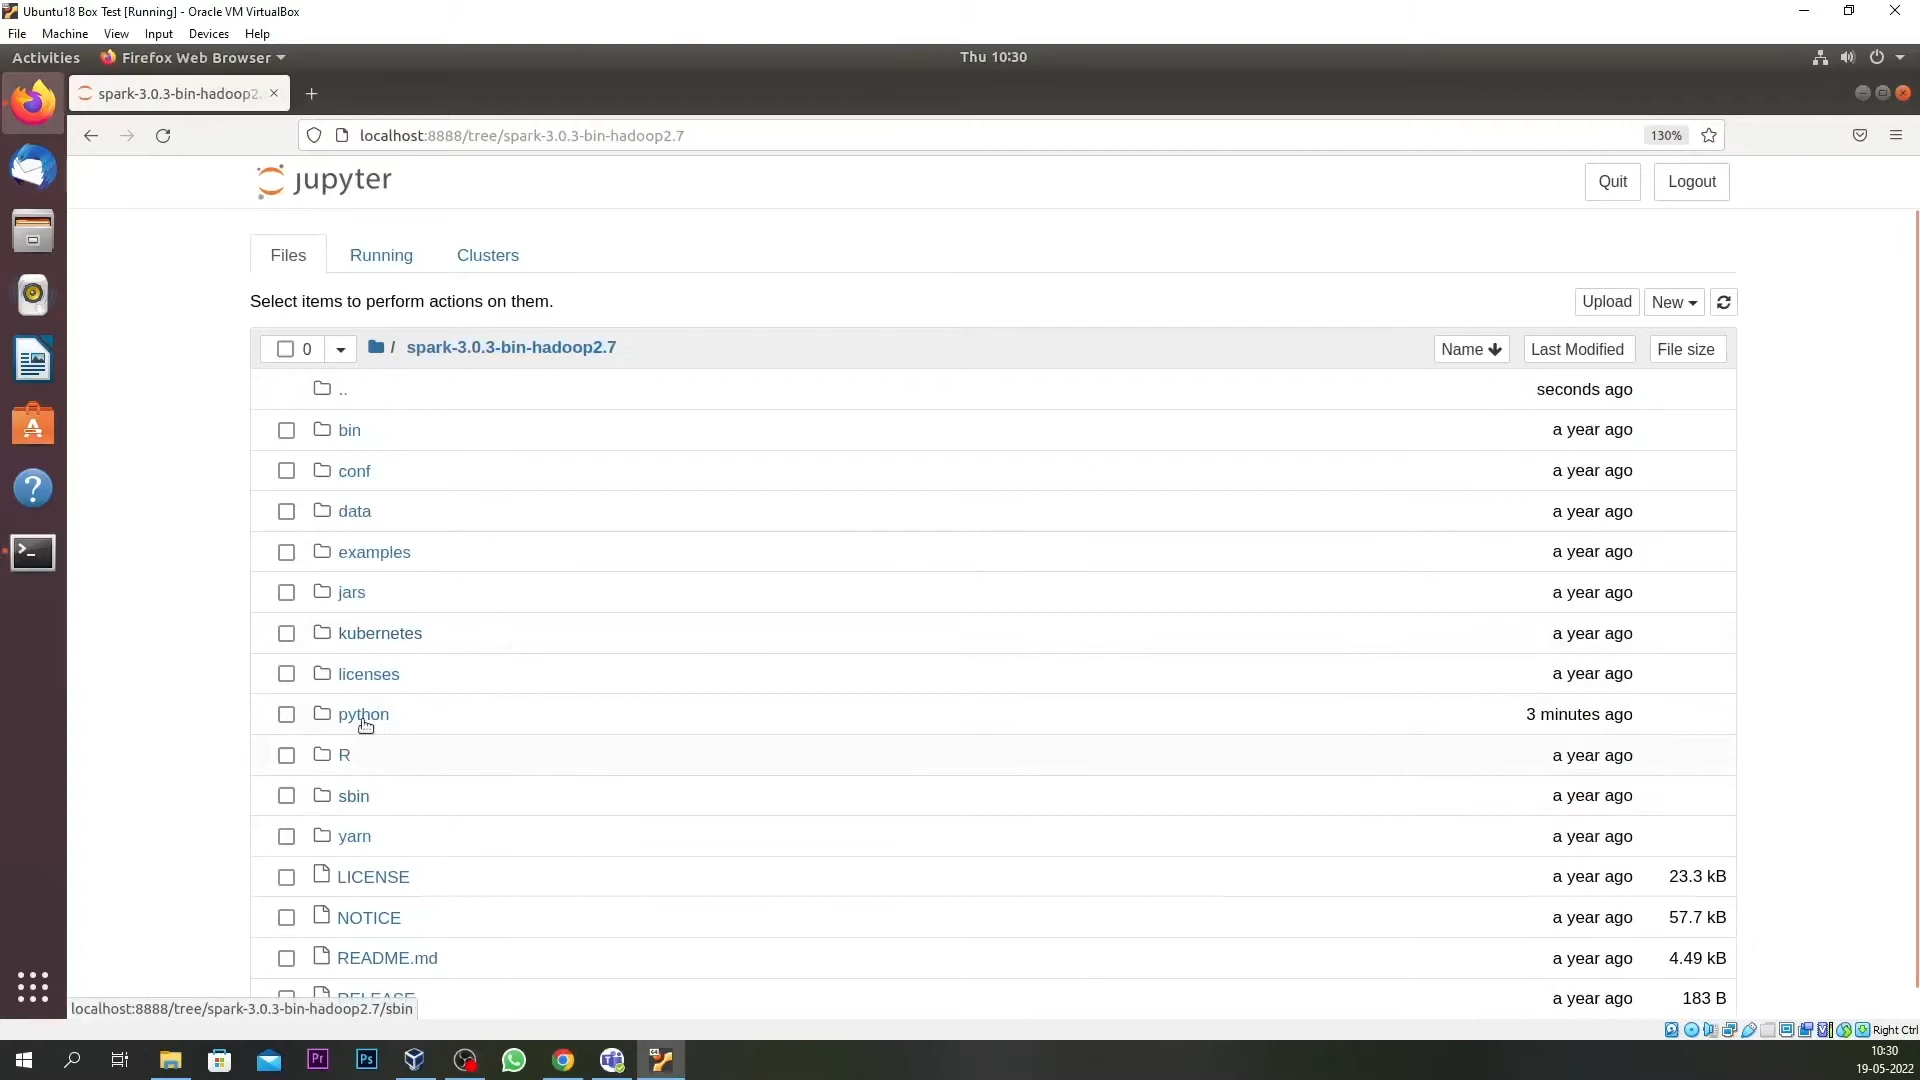 Ubuntu18 Box Test [Running] - Oracle VM VirtualBox
File Machine View Input Devices Help
Activities Firefox Web Browser Thu 10:30
spark-3.0.3-bin-hadoop2.
localhost:8888/tree/spark-3.0.3-bin-hadoop2.7 130%
jupyter Quit Logout
Files Running Clusters
Select items to perform actions on them. Upload New
0 / spark-3.0.3-bin-hadoop2.7 Name Last Modified File size
.. seconds ago
bin a year ago
conf a year ago
data a year ago
examples a year ago
jars a year ago
kubernetes a year ago
licenses a year ago
python 3 minutes ago
R a year ago
sbin a year ago
yarn a year ago
LICENSE a year ago 23.3 kB
NOTICE a year ago 57.7 kB
README.md a year ago 4.49 kB
RELEASE a year ago 183 B
localhost:8888/tree/spark-3.0.3-bin-hadoop2.7/sbin
Right Ctrl
Pr Ps
10:30
19-05-2022